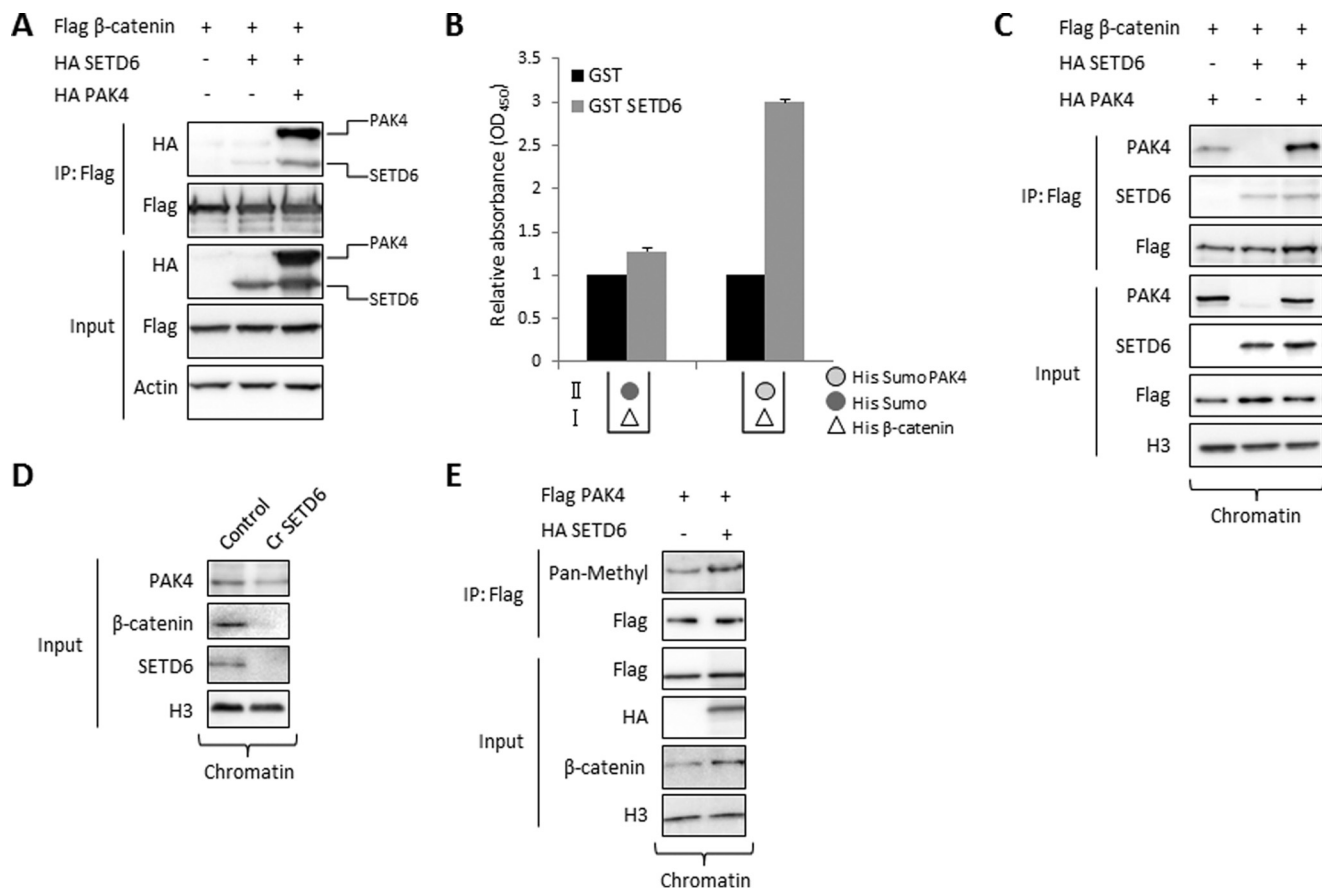 A
Flag β-catenin + + +
HA SETD6 - + +
HA PAK4 - - +
IP: Flag
HA
PAK4
SETD6
Flag
Input
HA
PAK4
SETD6
Flag
Actin
B
Relative absorbance (OD450)
3.5
3
2.5
2
1.5
1
0.5
0
GST
GST SETD6
II
I
His Sumo PAK4
His Sumo
His β-catenin
C
Flag β-catenin + + +
HA SETD6 - + +
HA PAK4 + - +
IP: Flag
PAK4
SETD6
Flag
Input
PAK4
SETD6
Flag
H3
Chromatin
D
Control
Cr SETD6
Input
PAK4
β-catenin
SETD6
H3
Chromatin
E
Flag PAK4 + +
HA SETD6 - +
IP: Flag
Pan-Methyl
Flag
Input
Flag
HA
β-catenin
H3
Chromatin